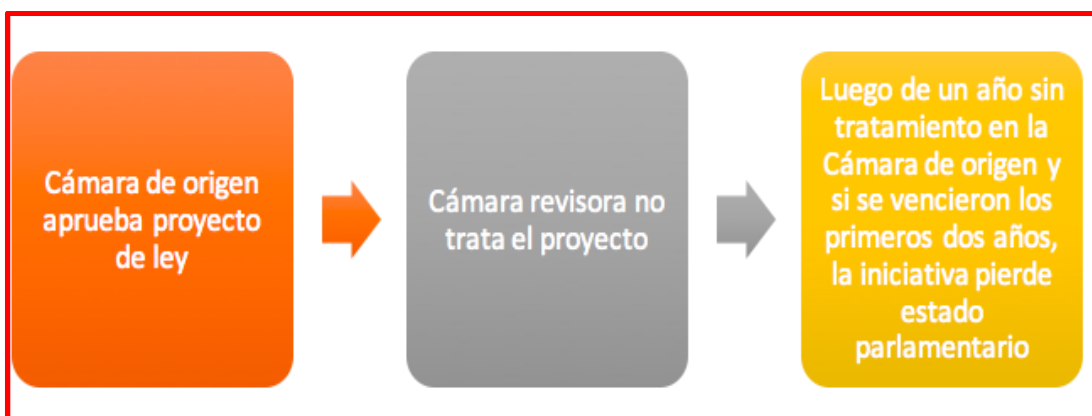 Cámara de origen
aprueba proyecto
de ley
Cámara revisora no
trata el proyecto
Luego de un año sin
tratamiento en la
Cámara de origen y
si se vencieron los
primeros dos años,
la iniciativa pierde
estado
parlamentario